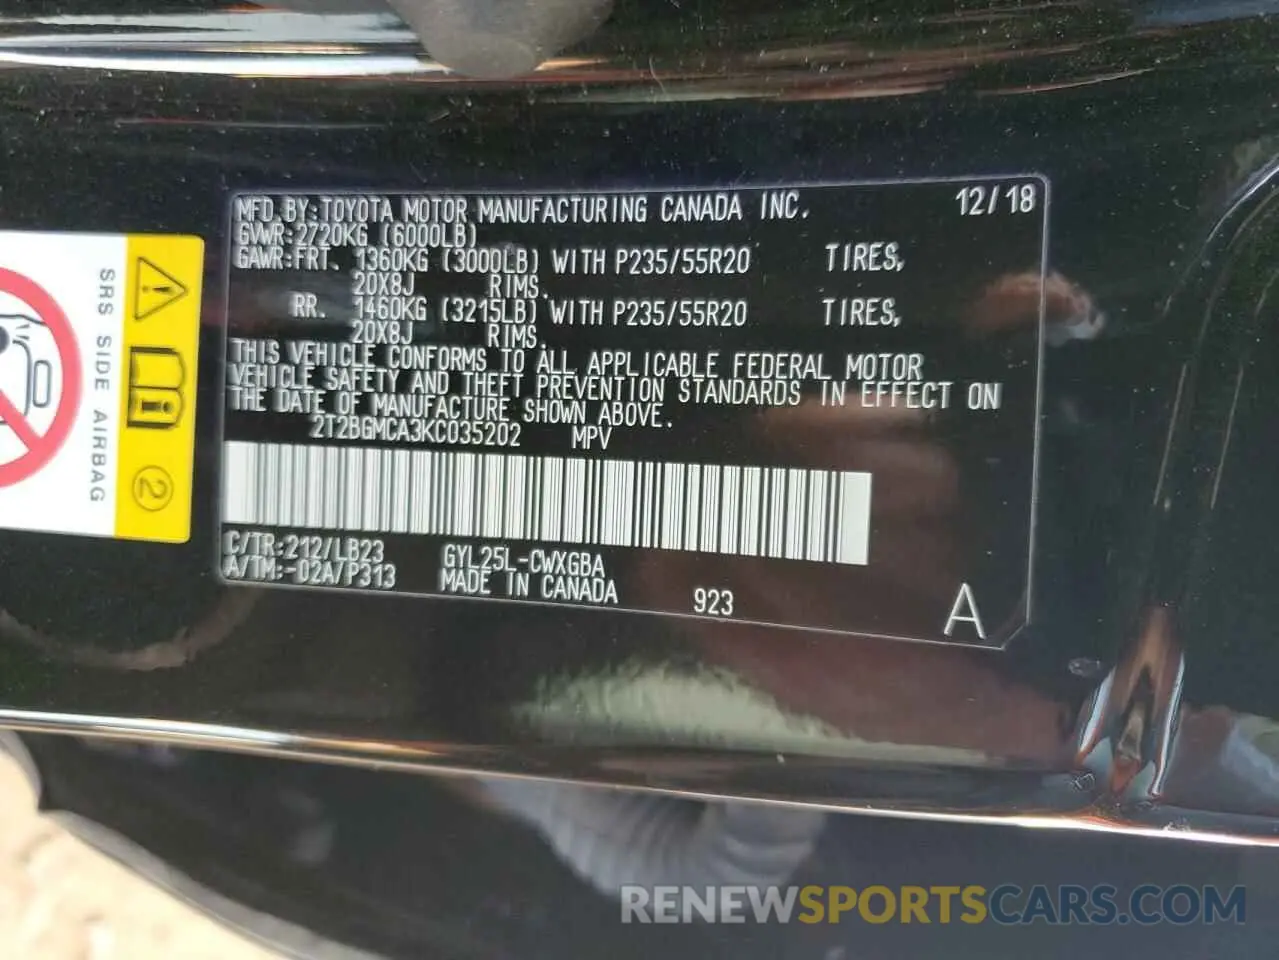 MFD.BY:TOYOTA MOTOR MANUFACTURING CANADA INC. 12/18
GVWR:2720KG (6000LB)
GAWR:FRT. 1360KG (3000LB) WITH P235/55R20 TIRES,
20X8J RIMS.
RR. 1460KG (3215LB) WITH P235/55R20 TIRES,
20X8J RIMS.
THIS VEHICLE CONFORMS TO ALL APPLICABLE FEDERAL MOTOR
VEHICLE SAFETY AND THEFT PREVENTION STANDARDS IN EFFECT ON
THE DATE OF MANUFACTURE SHOWN ABOVE.
2T2BGMCA3KC035202 MPV
C/TR:212/LB23 GYL25L-CWXGBA
A/TM:-02A/P313 MADE IN CANADA 923 A
SRS SIDE AIRBAG
2
RENEWSPORTSCARS.COM